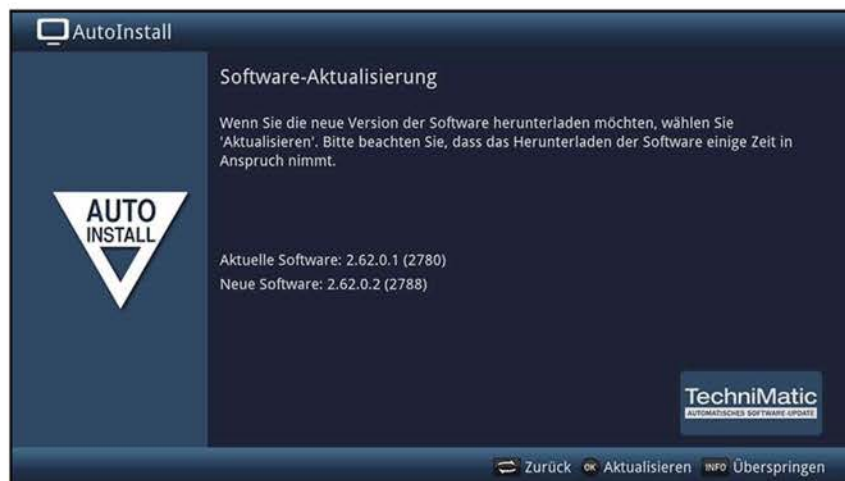 AutoInstall
Software-Aktualisierung
Wenn Sie die neue Version der Software herunterladen möchten, wählen Sie
'Aktualisieren'. Bitte beachten Sie, dass das Herunterladen der Software einige Zeit in
Anspruch nimmt.
AUTO
INSTALL
Aktuelle Software: 2.62.0.1 (2780)
Neue Software: 2.62.0.2 (2788)
TechniMatic
AUTOMATISCHES SOFTWARE-UPDATE
Zurück OK Aktualisieren INFO Überspringen